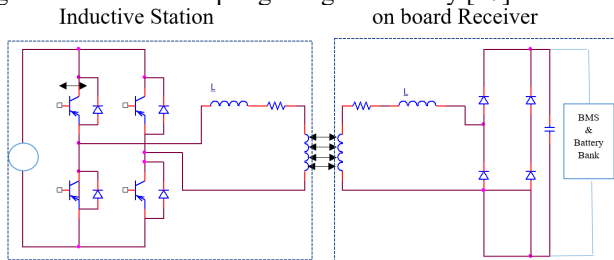 Inductive Station
on board Receiver
L
L
BMS
&
Battery
Bank